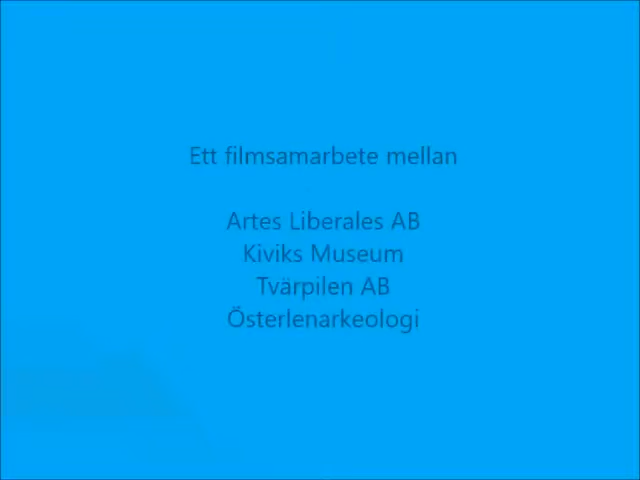 Ett filmsamarbete mellan
Artes Liberales AB
Kiviks Museum
Tvärpilen AB
Österlenarkeologi